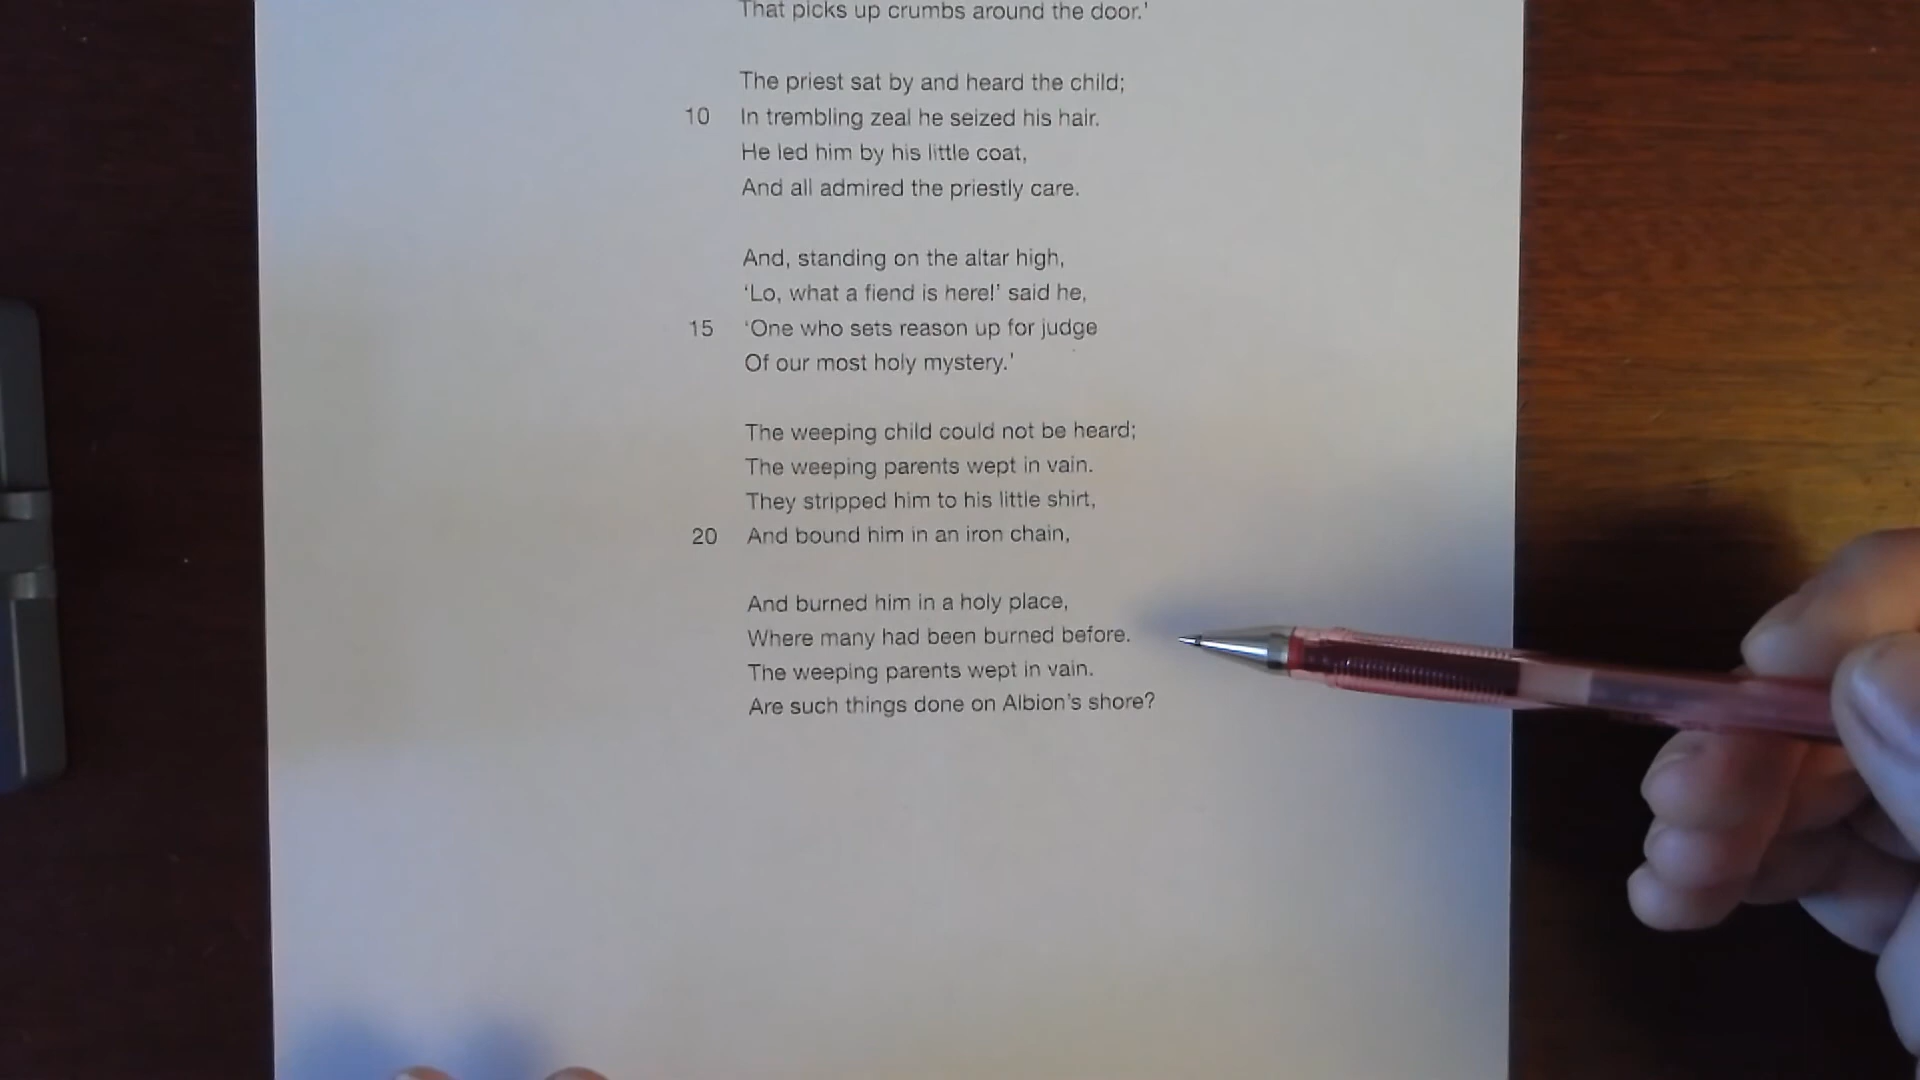 That picks up crumbs around the door.'
The priest sat by and heard the child;
10 In trembling zeal he seized his hair.
He led him by his little coat,
And all admired the priestly care.
And, standing on the altar high,
‘Lo, what a fiend is here!’ said he,
15 ‘One who sets reason up for judge
Of our most holy mystery.’
The weeping child could not be heard;
The weeping parents wept in vain.
They stripped him to his little shirt,
20 And bound him in an iron chain,
And burned him in a holy place,
Where many had been burned before.
The weeping parents wept in vain.
Are such things done on Albion’s shore?